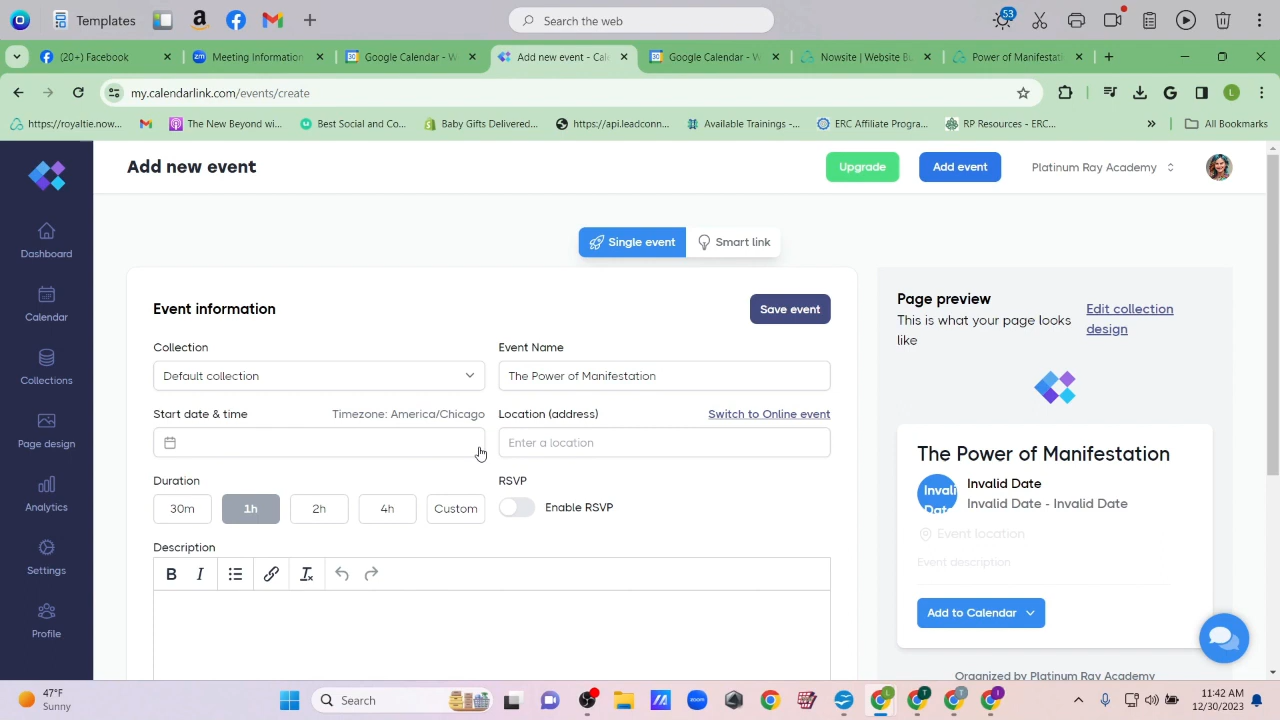 Templates
Search the web
53
(20+) Facebook
Meeting Information
Google Calendar - W
Add new event - Cale
Google Calendar - W
Nowsite | Website Bu
Power of Manifestati
my.calendarlink.com/events/create
L
https://royaltie.now...
The New Beyond wi...
Best Social and Co...
Baby Gifts Delivered...
https://api.leadconn...
Available Trainings -...
ERC Affiliate Progra...
RP Resources - ERC...
All Bookmarks
Add new event
Upgrade
Add event
Platinum Ray Academy
Dashboard
Calendar
Collections
Page design
Analytics
Settings
Profile
Single event
Smart link
Event information
Save event
Collection
Event Name
Default collection
The Power of Manifestation
Start date & time
Timezone: America/Chicago
Location (address)
Switch to Online event
Enter a location
Duration
RSVP
30m
1h
2h
4h
Custom
Enable RSVP
Description
B
I
Page preview
This is what your page looks
like
Edit collection
design
The Power of Manifestation
Invali
Date
Invalid Date
Invalid Date - Invalid Date
Event location
Event description
Add to Calendar
Organized by Platinum Ray Academy
47°F
Sunny
Search
zoom
11:42 AM
12/30/2023